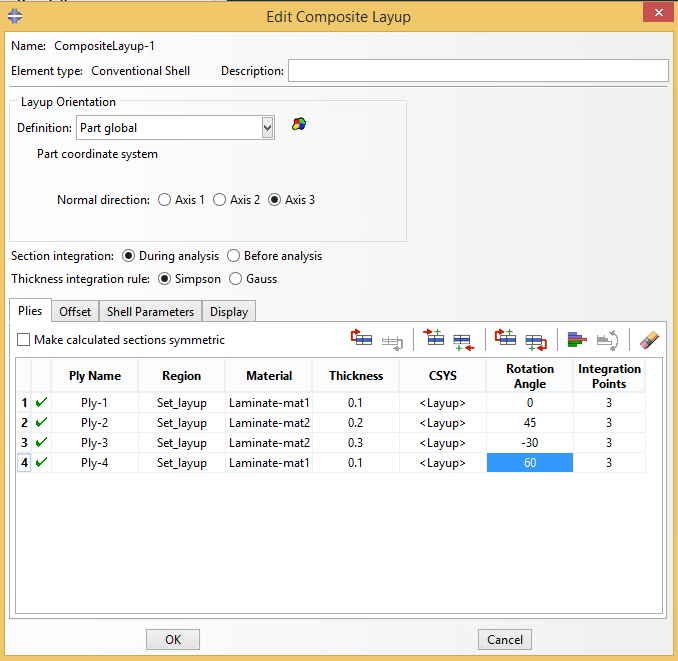 Edit Composite Layup
Name: CompositeLayup-1
Element type: Conventional Shell Description:
Layup Orientation
Definition: Part global
Part coordinate system
Normal direction: Axis 1 Axis 2 Axis 3
Section integration: During analysis Before analysis
Thickness integration rule: Simpson Gauss
Plies Offset Shell Parameters Display
Make calculated sections symmetric
Ply Name Region Material Thickness CSYS Rotation Angle Integration Points
1 Ply-1 Set_layup Laminate-mat1 0.1 <Layup> 0 3
2 Ply-2 Set_layup Laminate-mat2 0.2 <Layup> 45 3
3 Ply-3 Set_layup Laminate-mat2 0.3 <Layup> -30 3
4 Ply-4 Set_layup Laminate-mat1 0.1 <Layup> 60 3
OK Cancel